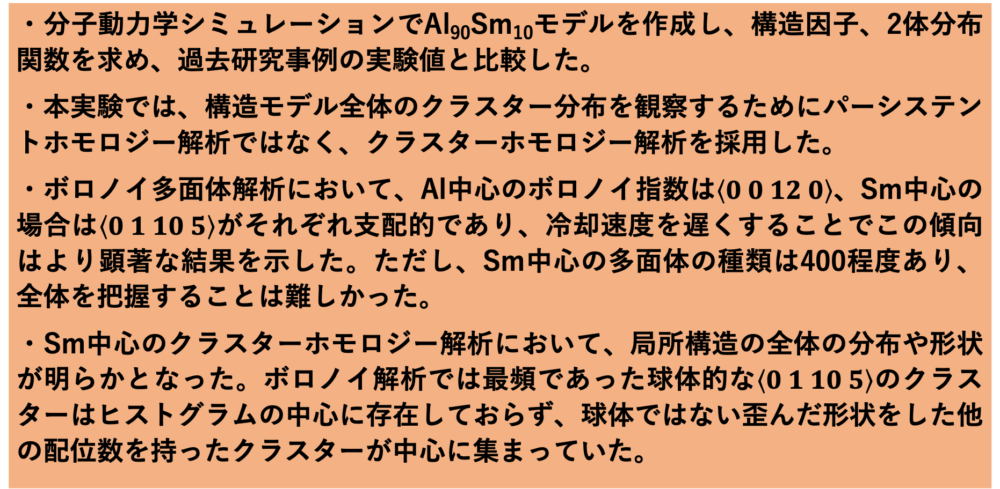 ・分子動力学シミュレーションでAl₉₀Sm₁₀モデルを作成し、構造因子、2体分布
関数を求め、過去研究事例の実験値と比較した。
・本実験では、構造モデル全体のクラスター分布を観察するためにパーシステン
トホモロジー解析ではなく、クラスターホモロジー解析を採用した。
・ボロノイ多面体解析において、Al中心のボロノイ指数は⟨0 0 12 0⟩、Sm中心の
場合は⟨0 1 10 5⟩がそれぞれ支配的であり、冷却速度を遅くすることでこの傾向
はより顕著な結果を示した。ただし、Sm中心の多面体の種類は400程度あり、
全体を把握することは難しかった。
・Sm中心のクラスターホモロジー解析において、局所構造の全体の分布や形状
が明らかとなった。ボロノイ解析では最頻であった球体的な⟨0 1 10 5⟩のクラス
ターはヒストグラムの中心に存在しておらず、球体ではない歪んだ形状をした他
の配位数を持ったクラスターが中心に集まっていた。